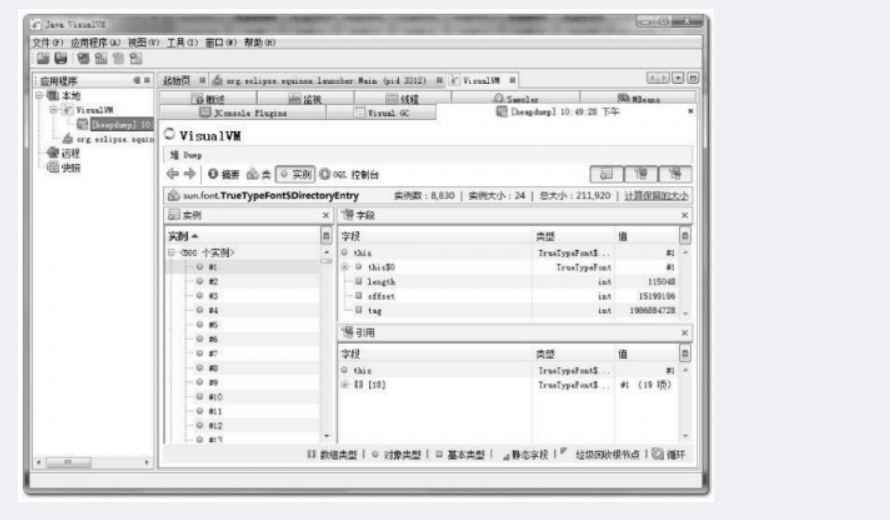 Java VisualVM
文件(F) 应用程序(A) 视图(V) 工具(T) 窗口(W) 帮助(H)
应用程序
本地
VisualVM
[heapdump] 10:
org.eclipse.equin
远程
快照
起始页 org.eclipse.equinox.launcher.Main (pid 3312) VisualVM
概述 监视 线程 Sampler MBeans
JConsole Plugins Visual GC [heapdump] 10:49:28 下午
VisualVM
堆 Dump
摘要 类 实例 OQL 控制台
sun.font.TrueTypeFont$DirectoryEntry 实例数：8,830 | 实例大小：24 | 总大小：211,920 | 计算保留的大小
实例
实例
<500 个实例>
#1
#2
#3
#4
#5
#6
#7
#8
#9
#10
#11
#12
#13
字段
字段 类型 值
this TrueTypeFont$... #1
this$0 TrueTypeFont #1
length int 115048
offset int 15199196
tag int 1986884728
引用
字段 类型 值
this TrueTypeFont$... #1
[18] TrueTypeFont$... #1 (19 项)
数组类型 | 对象类型 | 基本类型 | 静态字段 | 垃圾回收根节点 | 循环